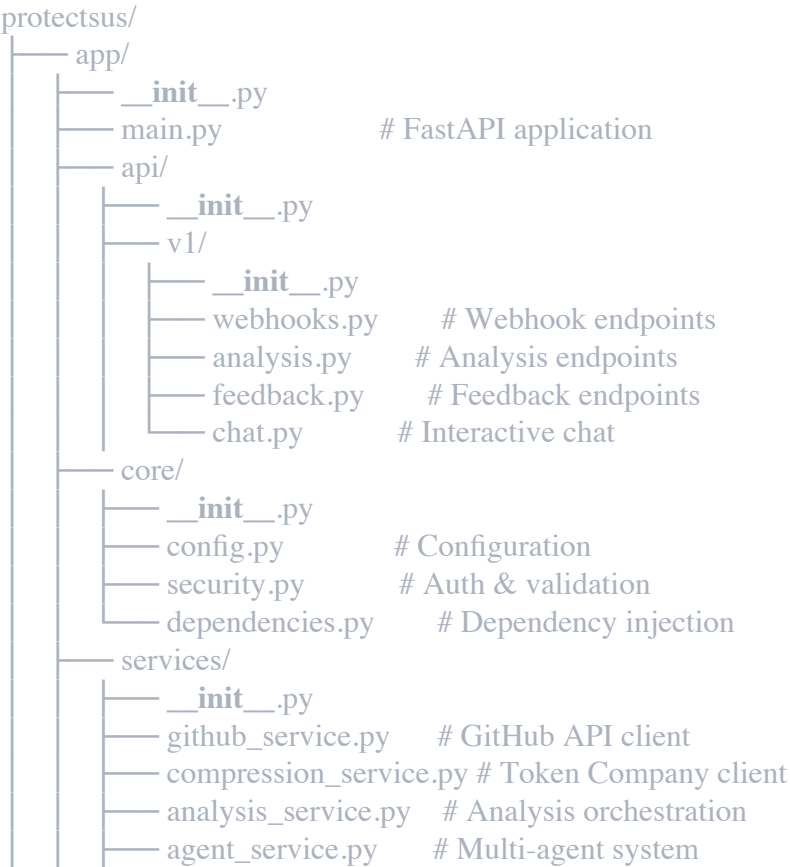 protectsus/
├── app/
│   ├── __init__.py
│   ├── main.py                    # FastAPI application
│   ├── api/
│   │   ├── __init__.py
│   │   ├── v1/
│   │   │   ├── __init__.py
│   │   │   ├── webhooks.py        # Webhook endpoints
│   │   │   ├── analysis.py        # Analysis endpoints
│   │   │   ├── feedback.py        # Feedback endpoints
│   │   │   └── chat.py            # Interactive chat
│   ├── core/
│   │   ├── __init__.py
│   │   ├── config.py              # Configuration
│   │   ├── security.py            # Auth & validation
│   │   └── dependencies.py        # Dependency injection
│   ├── services/
│   │   ├── __init__.py
│   │   ├── github_service.py      # GitHub API client
│   │   ├── compression_service.py # Token Company client
│   │   ├── analysis_service.py    # Analysis orchestration
│   │   ├── agent_service.py       # Multi-agent system